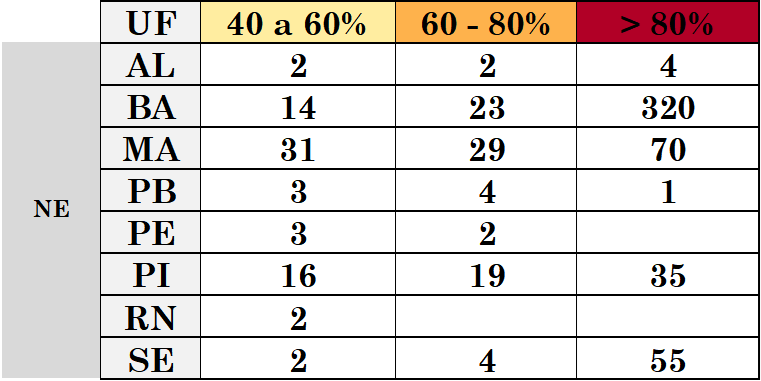 UF 40 a 60% 60 - 80% > 80%
AL 2 2 4
BA 14 23 320
MA 31 29 70
PB 3 4 1
NE
PE 3 2
PI 16 19 35
RN 2
SE 2 4 55